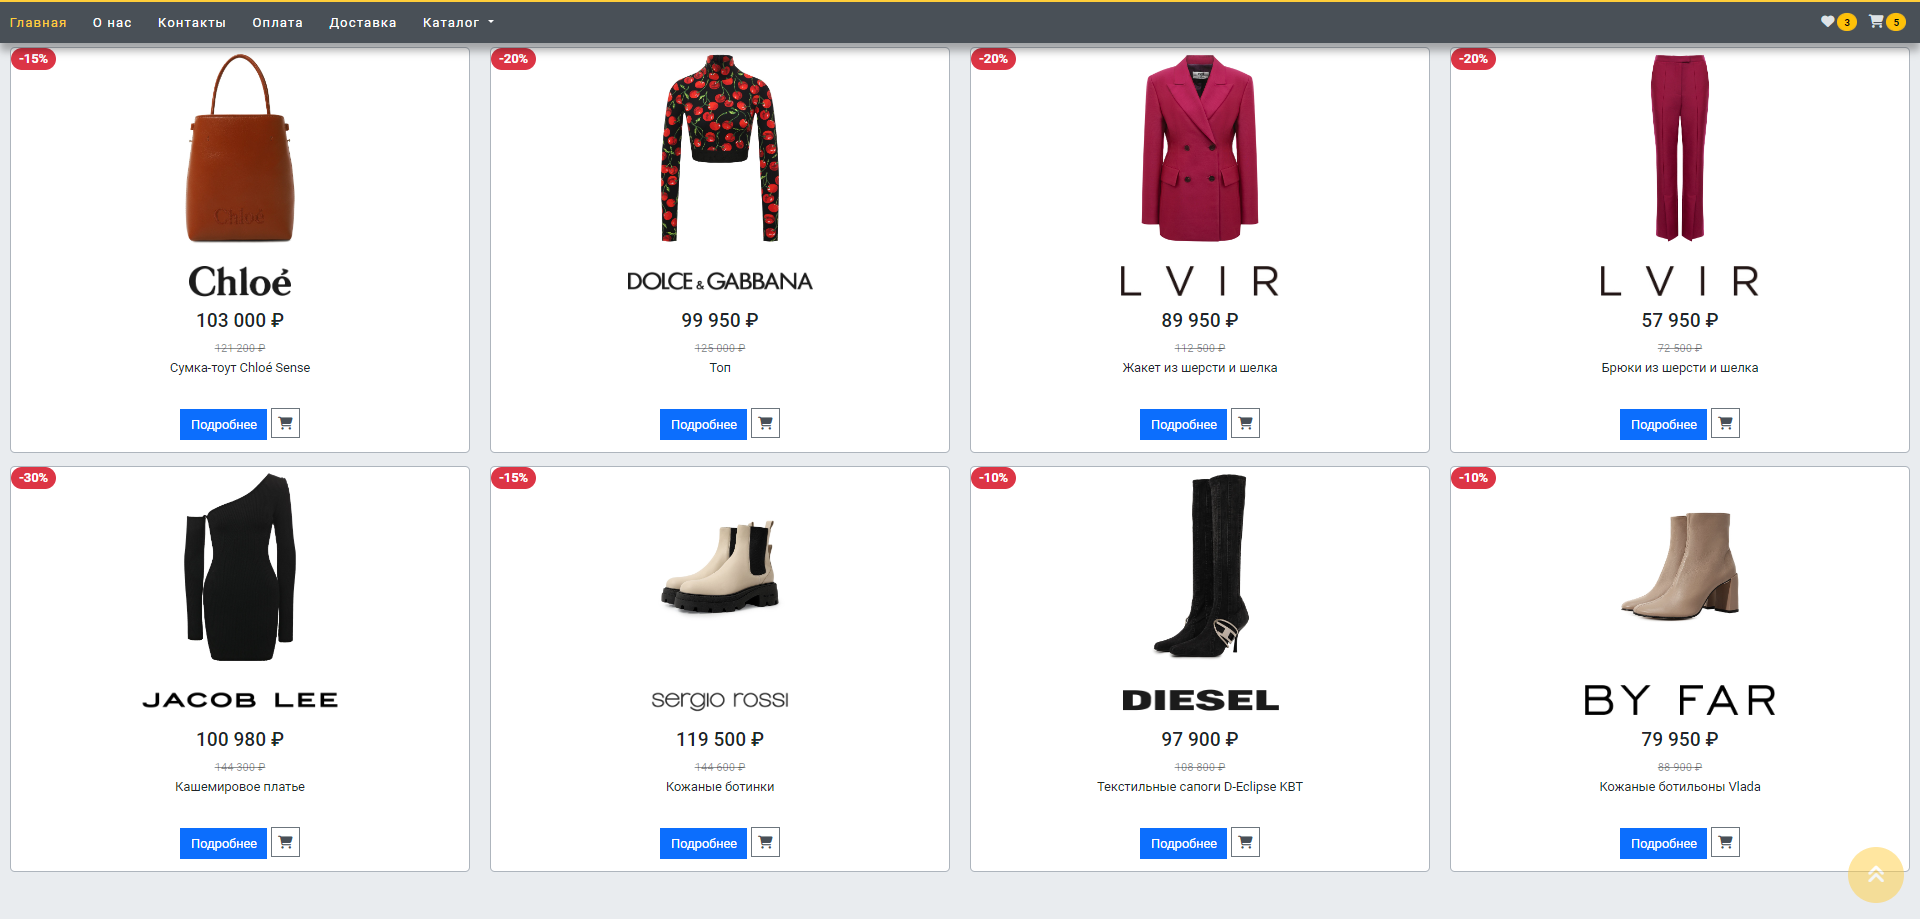 Главная О нас Контакты Оплата Доставка Каталог 3 5
-15% -20% -20% -20%
Chloé
Chloé DOLCE & GABBANA LVIR LVIR
103 000 ₽ 99 950 ₽ 89 950 ₽ 57 950 ₽
121 200 ₽ 125 000 ₽ 112 500 ₽ 72 500 ₽
Сумка-тоут Chloé Sense Топ Жакет из шерсти и шелка Брюки из шерсти и шелка
Подробнее Подробнее Подробнее Подробнее
-30% -15% -10% -10%
JACOB LEE sergio rossi DIESEL BY FAR
100 980 ₽ 119 500 ₽ 97 900 ₽ 79 950 ₽
144 300 ₽ 144 600 ₽ 108 800 ₽ 88 900 ₽
Кашемировое платье Кожаные ботинки Текстильные сапоги D-Eclipse KBT Кожаные ботильоны Vlada
Подробнее Подробнее Подробнее Подробнее